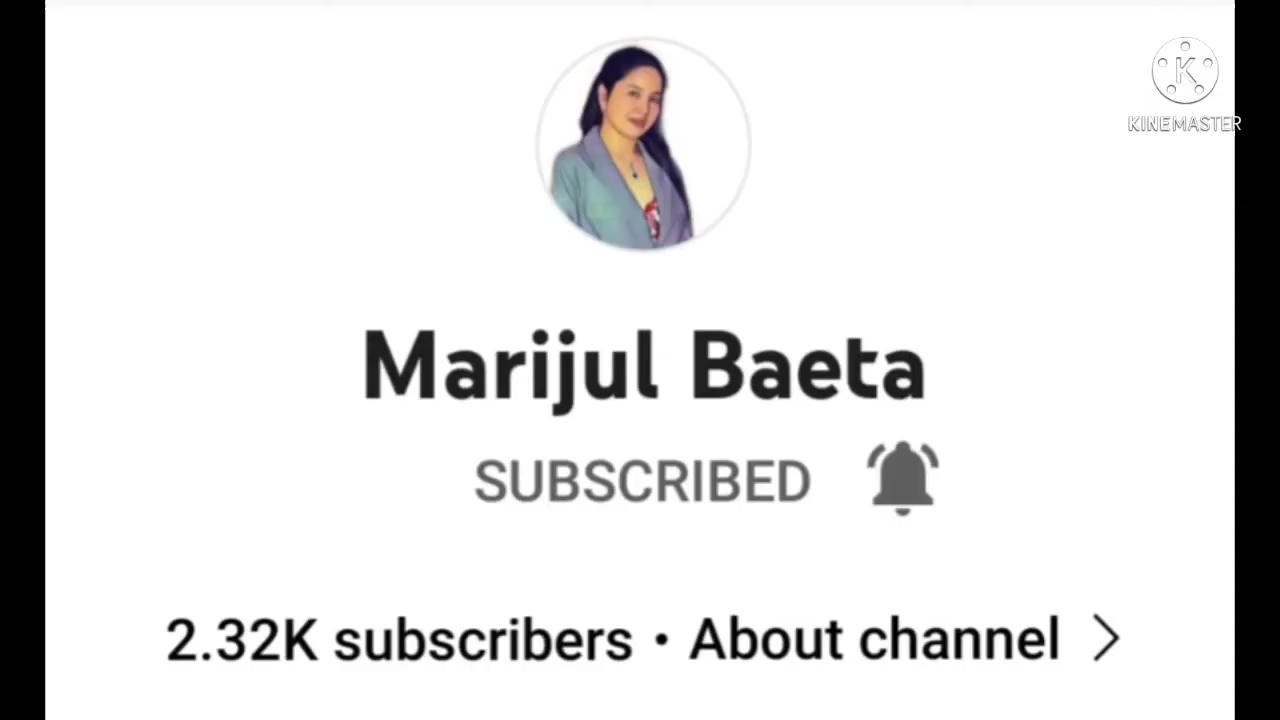 K
KINEMASTER
Marijul Baeta
SUBSCRIBED
2.32K subscribers • About channel >